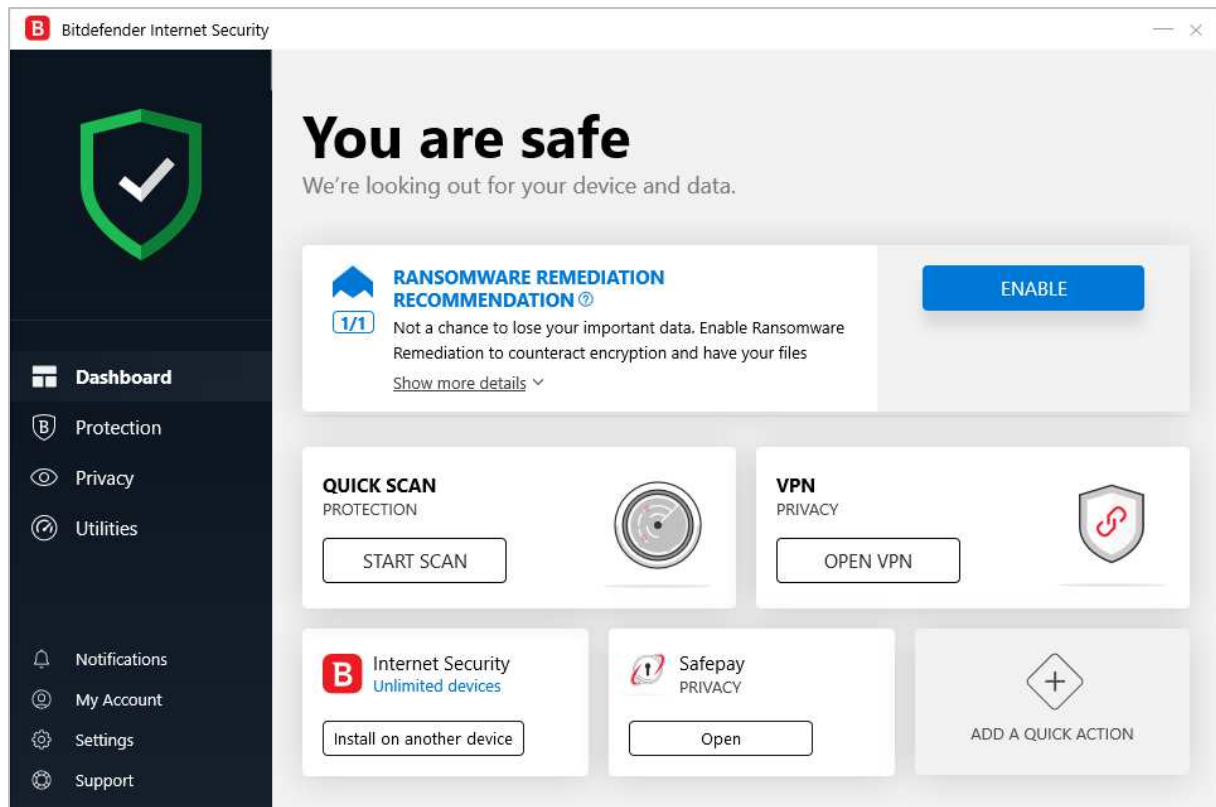 B Bitdefender Internet Security
You are safe
We're looking out for your device and data.
RANSOMWARE REMEDIATION
RECOMMENDATION ?
1/1
Not a chance to lose your important data. Enable Ransomware
Remediation to counteract encryption and have your files
Show more details
ENABLE
Dashboard
B Protection
Privacy
Utilities
QUICK SCAN
PROTECTION
START SCAN
VPN
PRIVACY
OPEN VPN
Notifications
My Account
Settings
Support
B Internet Security
Unlimited devices
Install on another device
Safepay
PRIVACY
Open
ADD A QUICK ACTION